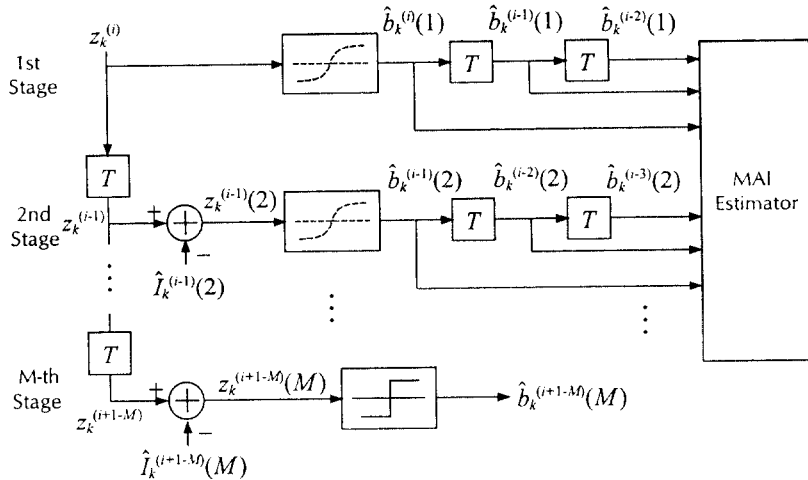 z_k^(i)
b̂_k^(i)(1) b̂_k^(i-1)(1) b̂_k^(i-2)(1)
1st
Stage
T T
T
MAI
Estimator
b̂_k^(i-1)(2) b̂_k^(i-2)(2) b̂_k^(i-3)(2)
2nd
Stage
z_k^(i-1)
+
z_k^(i-1)(2)
T T
−
Î_k^(i-1)(2)
T
M-th
Stage
+
z_k^(i+1-M)(M)
b̂_k^(i+1-M)(M)
z_k^(i+1-M)
−
Î_k^(i+1-M)(M)